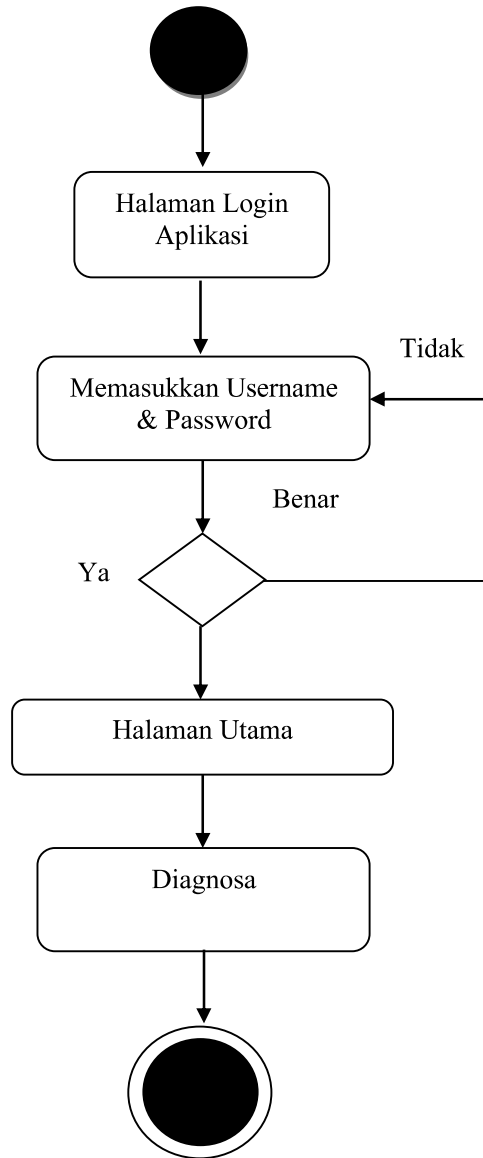 Halaman Login
Aplikasi
Tidak
Memasukkan Username
& Password
Benar
Ya
Halaman Utama
Diagnosa